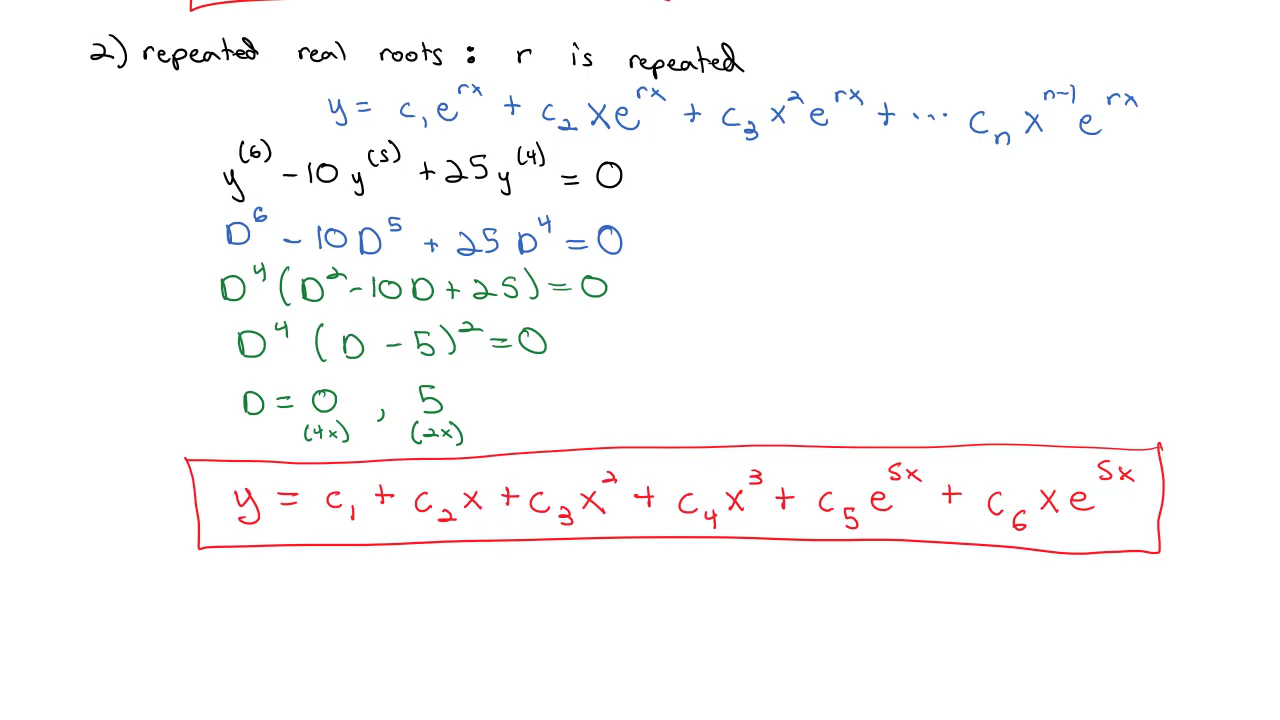 2) repeated real roots: r is repeated
y = c₁e^{rx} + c₂xe^{rx} + c₃x²e^{rx} + ⋯ cₙx^{n-1}e^{rx}
y^{(6)} - 10y^{(5)} + 25y^{(4)} = 0
D⁶ - 10D⁵ + 25D⁴ = 0
D⁴(D² - 10D + 25) = 0
D⁴(D - 5)² = 0
D = 0, 5
(4x) (2x)
y = c₁ + c₂x + c₃x² + c₄x³ + c₅e^{5x} + c₆xe^{5x}